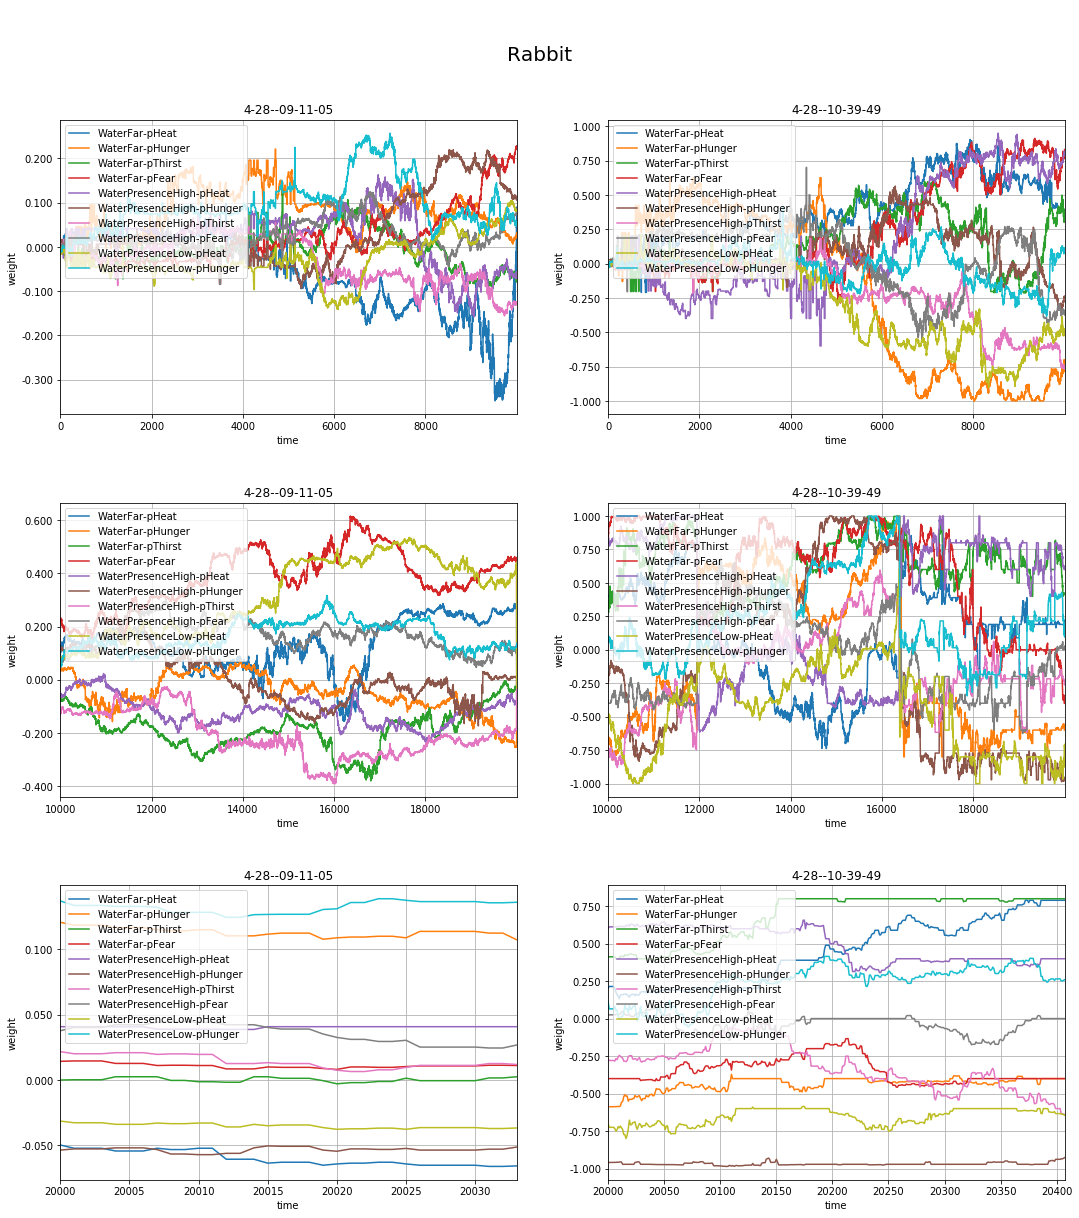 Rabbit
4-28--09-11-05
WaterFar-pHeat
WaterFar-pHunger
WaterFar-pThirst
WaterFar-pFear
WaterPresenceHigh-pHeat
WaterPresenceHigh-pHunger
WaterPresenceHigh-pThirst
WaterPresenceHigh-pFear
WaterPresenceLow-pHeat
WaterPresenceLow-pHunger
weight
0.200
0.100
0.000
-0.100
-0.200
-0.300
0 2000 4000 6000 8000
time
4-28--10-39-49
WaterFar-pHeat
WaterFar-pHunger
WaterFar-pThirst
WaterFar-pFear
WaterPresenceHigh-pHeat
WaterPresenceHigh-pHunger
WaterPresenceHigh-pThirst
WaterPresenceHigh-pFear
WaterPresenceLow-pHeat
WaterPresenceLow-pHunger
weight
1.000
0.750
0.500
0.250
0.000
-0.250
-0.500
-0.750
-1.000
0 2000 4000 6000 8000
time
4-28--09-11-05
WaterFar-pHeat
WaterFar-pHunger
WaterFar-pThirst
WaterFar-pFear
WaterPresenceHigh-pHeat
WaterPresenceHigh-pHunger
WaterPresenceHigh-pThirst
WaterPresenceHigh-pFear
WaterPresenceLow-pHeat
WaterPresenceLow-pHunger
weight
0.600
0.400
0.200
0.000
-0.200
-0.400
10000 12000 14000 16000 18000
time
4-28--10-39-49
WaterFar-pHeat
WaterFar-pHunger
WaterFar-pThirst
WaterFar-pFear
WaterPresenceHigh-pHeat
WaterPresenceHigh-pHunger
WaterPresenceHigh-pThirst
WaterPresenceHigh-pFear
WaterPresenceLow-pHeat
WaterPresenceLow-pHunger
weight
1.000
0.750
0.500
0.250
0.000
-0.250
-0.500
-0.750
-1.000
10000 12000 14000 16000 18000
time
4-28--09-11-05
WaterFar-pHeat
WaterFar-pHunger
WaterFar-pThirst
WaterFar-pFear
WaterPresenceHigh-pHeat
WaterPresenceHigh-pHunger
WaterPresenceHigh-pThirst
WaterPresenceHigh-pFear
WaterPresenceLow-pHeat
WaterPresenceLow-pHunger
weight
0.100
0.050
0.000
-0.050
20000 20005 20010 20015 20020 20025 20030
time
4-28--10-39-49
WaterFar-pHeat
WaterFar-pHunger
WaterFar-pThirst
WaterFar-pFear
WaterPresenceHigh-pHeat
WaterPresenceHigh-pHunger
WaterPresenceHigh-pThirst
WaterPresenceHigh-pFear
WaterPresenceLow-pHeat
WaterPresenceLow-pHunger
weight
0.750
0.500
0.250
0.000
-0.250
-0.500
-0.750
-1.000
20000 20050 20100 20150 20200 20250 20300 20350 20400
time